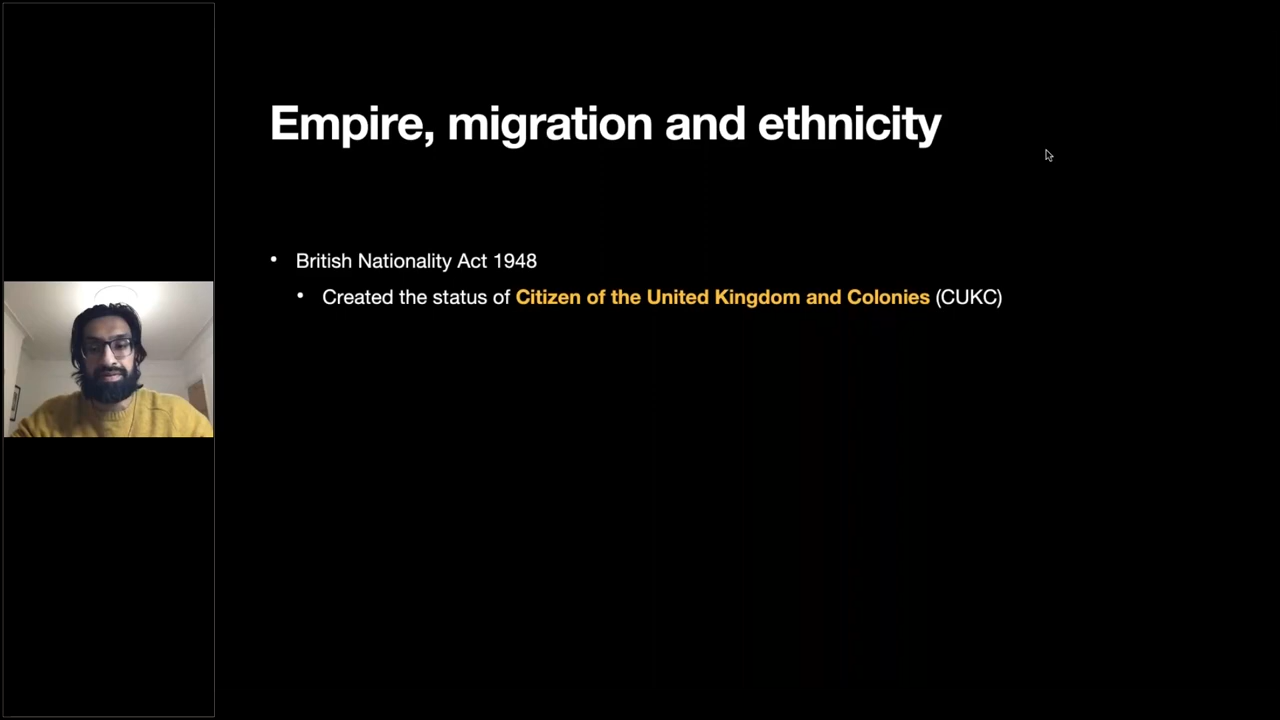 Empire, migration and ethnicity
• British Nationality Act 1948
• Created the status of Citizen of the United Kingdom and Colonies (CUKC)